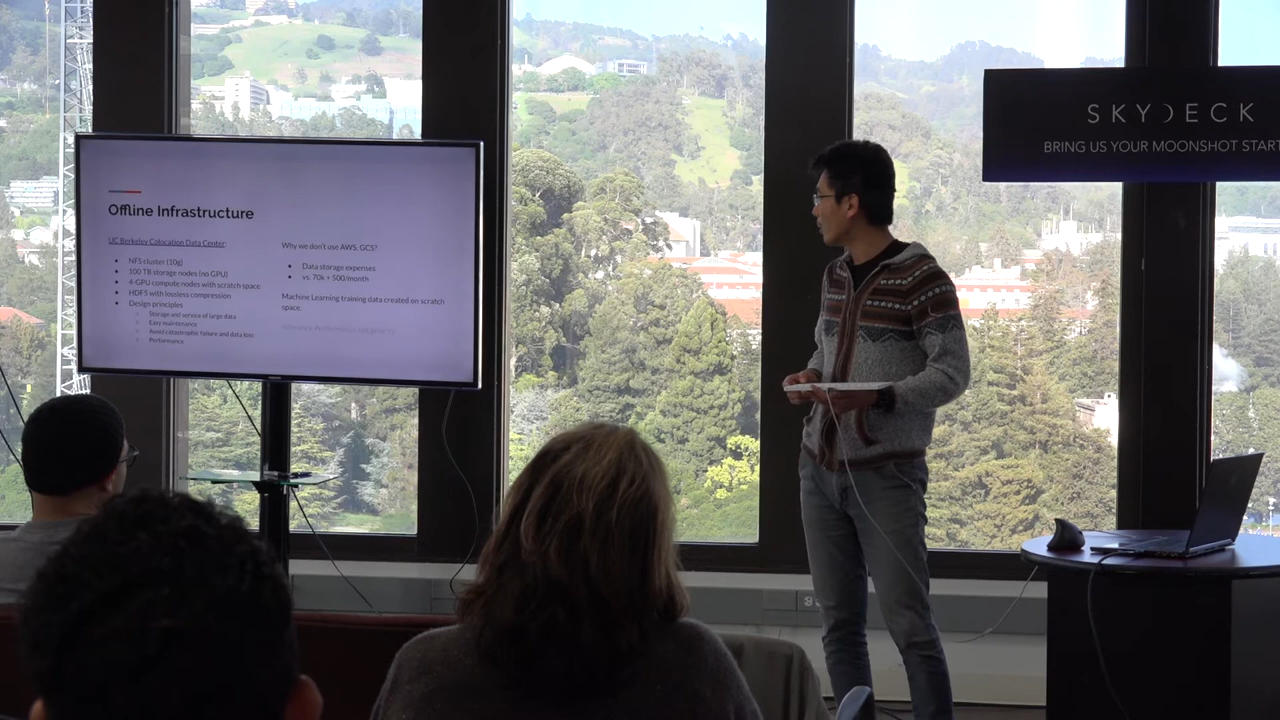 Offline Infrastructure
UC Berkeley Colocation Data Center:
NFS cluster (10g)
100 TB storage nodes (no GPU)
4-GPU compute nodes with scratch space
HDFS with lossless compression
Design principles
Storage and service of large data
Easy maintenance
Avoid catastrophic failure and data loss
Performance
Why we don't use AWS, GCS?
Data storage expenses
vs. 70k + 500/month
Machine Learning training data created on scratch
space:
SKYDECK
BRING US YOUR MOONSHOT START